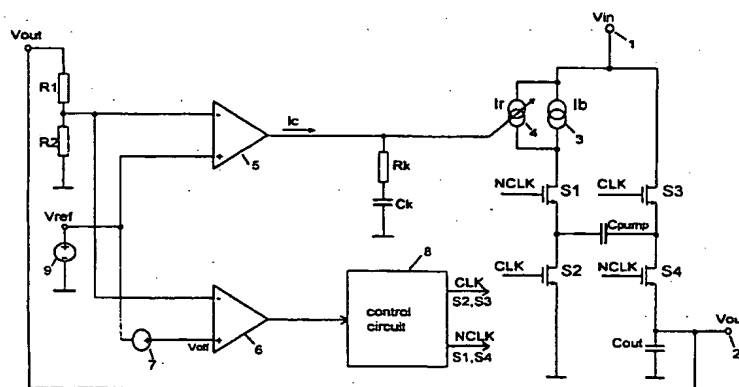 Vin
1
Vout
R1
R2
Ic
5
Ir
Ib
4
3
Rk
Ck
NCLK
S1
CLK
S3
Cpump
CLK
S2
NCLK
S4
Vref
9
8
control
circuit
CLK
S2,S3
NCLK
S1,S4
7
Voff
6
Cout
Vou
2